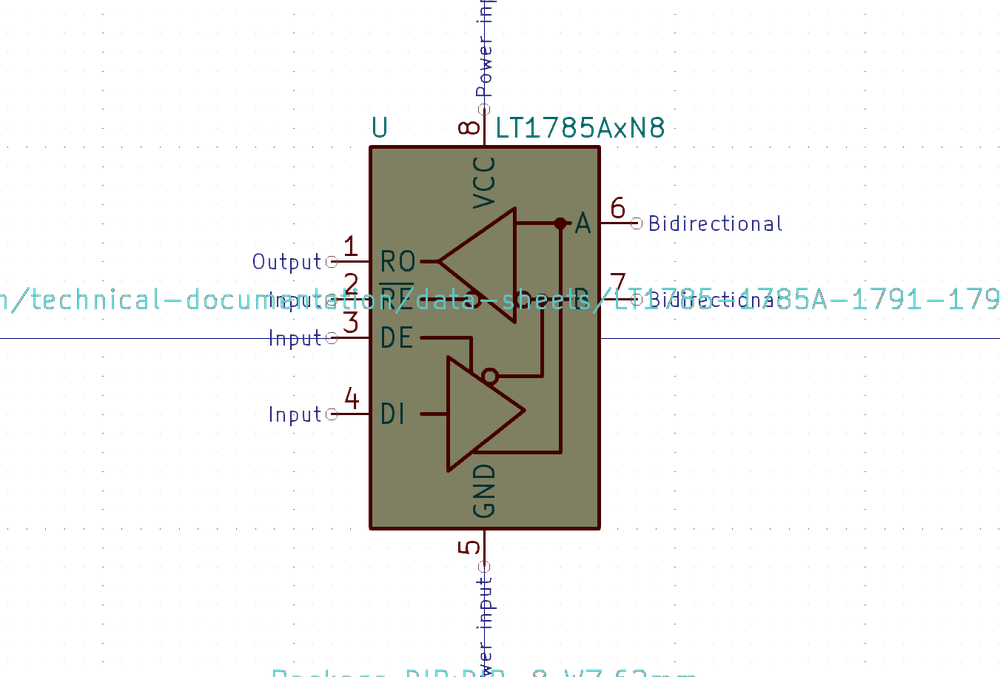 Power inp
U
8
LT1785AxN8
VCC
6
A
Bidirectional
1
Output
RO
2
Input
RE
7
B
Bidirectional
n/technical-documentation/data-sheets/LT1785-1785A-1791-179
3
Input
DE
4
Input
DI
GND
5
wer input
Package_DIP:DIP-8_W7.62mm